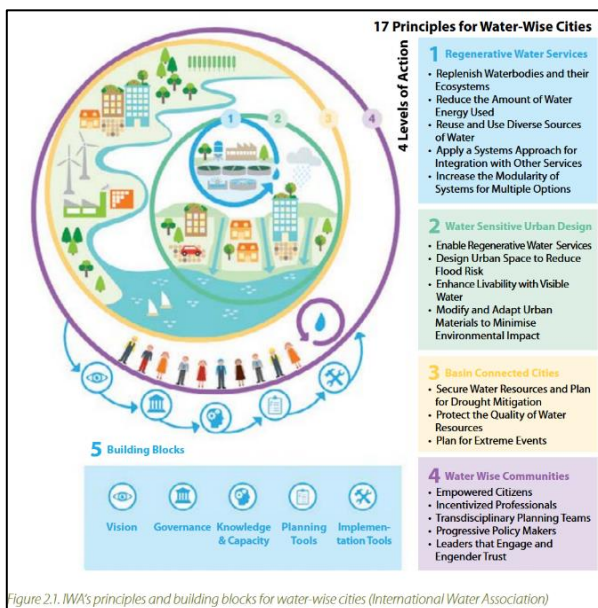 17 Principles for Water-Wise Cities
4 Levels of Action
1 Regenerative Water Services
• Replenish Waterbodies and their
Ecosystems
• Reduce the Amount of Water
Energy Used
• Reuse and Use Diverse Sources
of Water
• Apply a Systems Approach for
Integration with Other Services
• Increase the Modularity of
Systems for Multiple Options
2 Water Sensitive Urban Design
• Enable Regenerative Water Services
• Design Urban Space to Reduce
Flood Risk
• Enhance Livability with Visible
Water
• Modify and Adapt Urban
Materials to Minimise
Environmental Impact
3 Basin Connected Cities
• Secure Water Resources and Plan
for Drought Mitigation
• Protect the Quality of Water
Resources
• Plan for Extreme Events
4 Water Wise Communities
• Empowered Citizens
• Incentivized Professionals
• Transdisciplinary Planning Teams
• Progressive Policy Makers
• Leaders that Engage and
Engender Trust
1 2 3 4
5 Building Blocks
Vision
Governance
Knowledge
& Capacity
Planning
Tools
Implemen-
tation Tools
Figure 2.1. IWA's principles and building blocks for water-wise cities (International Water Association)